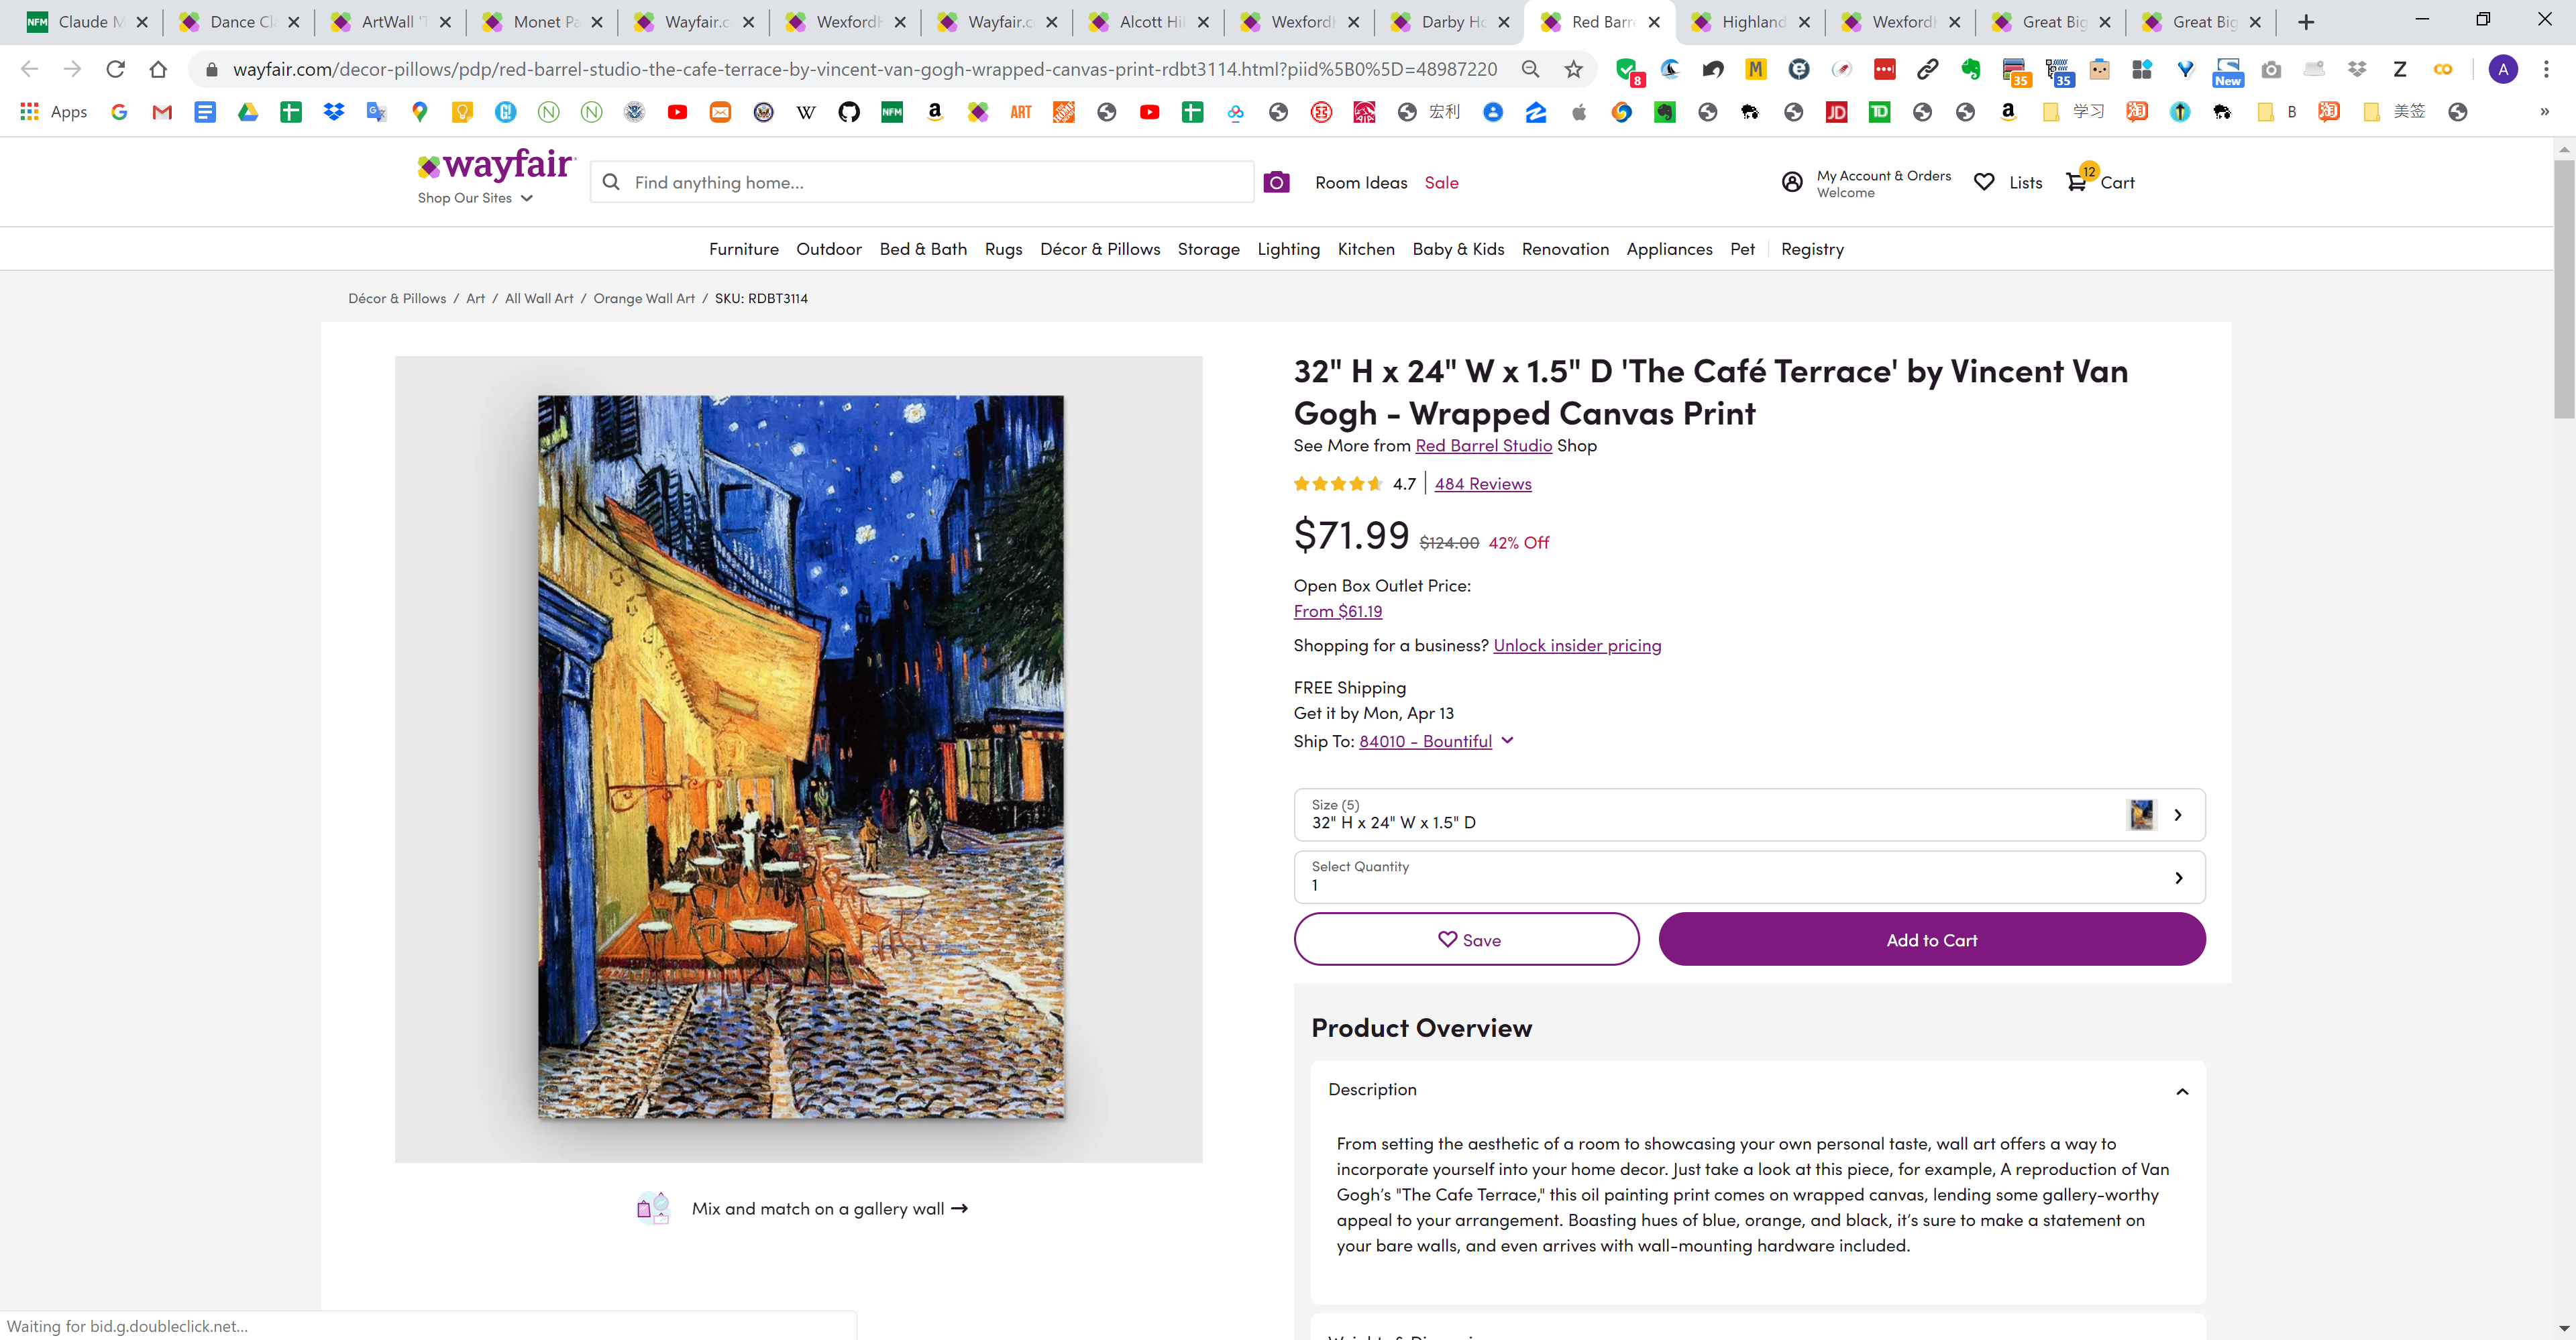 Claude M
Dance Cl
ArtWall 'T
Monet Pa
Wayfair.c
WexfordH
Wayfair.c
Alcott Hil
WexfordH
Darby Ho
Red Barre
Highland
WexfordH
Great Big
Great Big
wayfair.com/decor-pillows/pdp/red-barrel-studio-the-cafe-terrace-by-vincent-van-gogh-wrapped-canvas-print-rdbt3114.html?piid%5B0%5D=48987220
8
35
35
New
A
Apps
NFM
ART
宏利
JD
TD
学习
B
美签
wayfair
Shop Our Sites
Find anything home...
Room Ideas
Sale
My Account & Orders
Welcome
Lists
12
Cart
Furniture Outdoor Bed & Bath Rugs Décor & Pillows Storage Lighting Kitchen Baby & Kids Renovation Appliances Pet Registry
Décor & Pillows / Art / All Wall Art / Orange Wall Art / SKU: RDBT3114
32" H x 24" W x 1.5" D 'The Café Terrace' by Vincent Van
Gogh - Wrapped Canvas Print
See More from Red Barrel Studio Shop
4.7 484 Reviews
$71.99 $124.00 42% Off
Open Box Outlet Price:
From $61.19
Shopping for a business? Unlock insider pricing
FREE Shipping
Get it by Mon, Apr 13
Ship To: 84010 - Bountiful
Size (5)
32" H x 24" W x 1.5" D
Select Quantity
1
Save
Add to Cart
Product Overview
Description
From setting the aesthetic of a room to showcasing your own personal taste, wall art offers a way to
incorporate yourself into your home decor. Just take a look at this piece, for example, A reproduction of Van
Gogh's "The Cafe Terrace," this oil painting print comes on wrapped canvas, lending some gallery-worthy
appeal to your arrangement. Boasting hues of blue, orange, and black, it's sure to make a statement on
your bare walls, and even arrives with wall-mounting hardware included.
Mix and match on a gallery wall →
Waiting for bid.g.doubleclick.net...